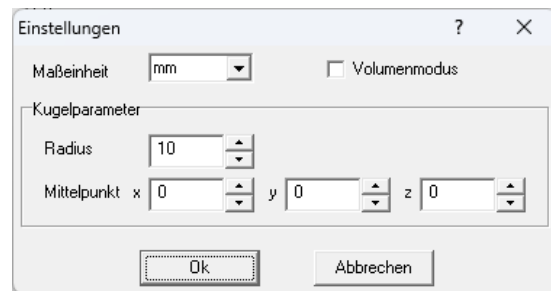 Einstellungen ?
Maßeinheit mm Volumenmodus
Kugelparameter
Radius 10
Mittelpunkt x 0 y 0 z 0
Ok Abbrechen